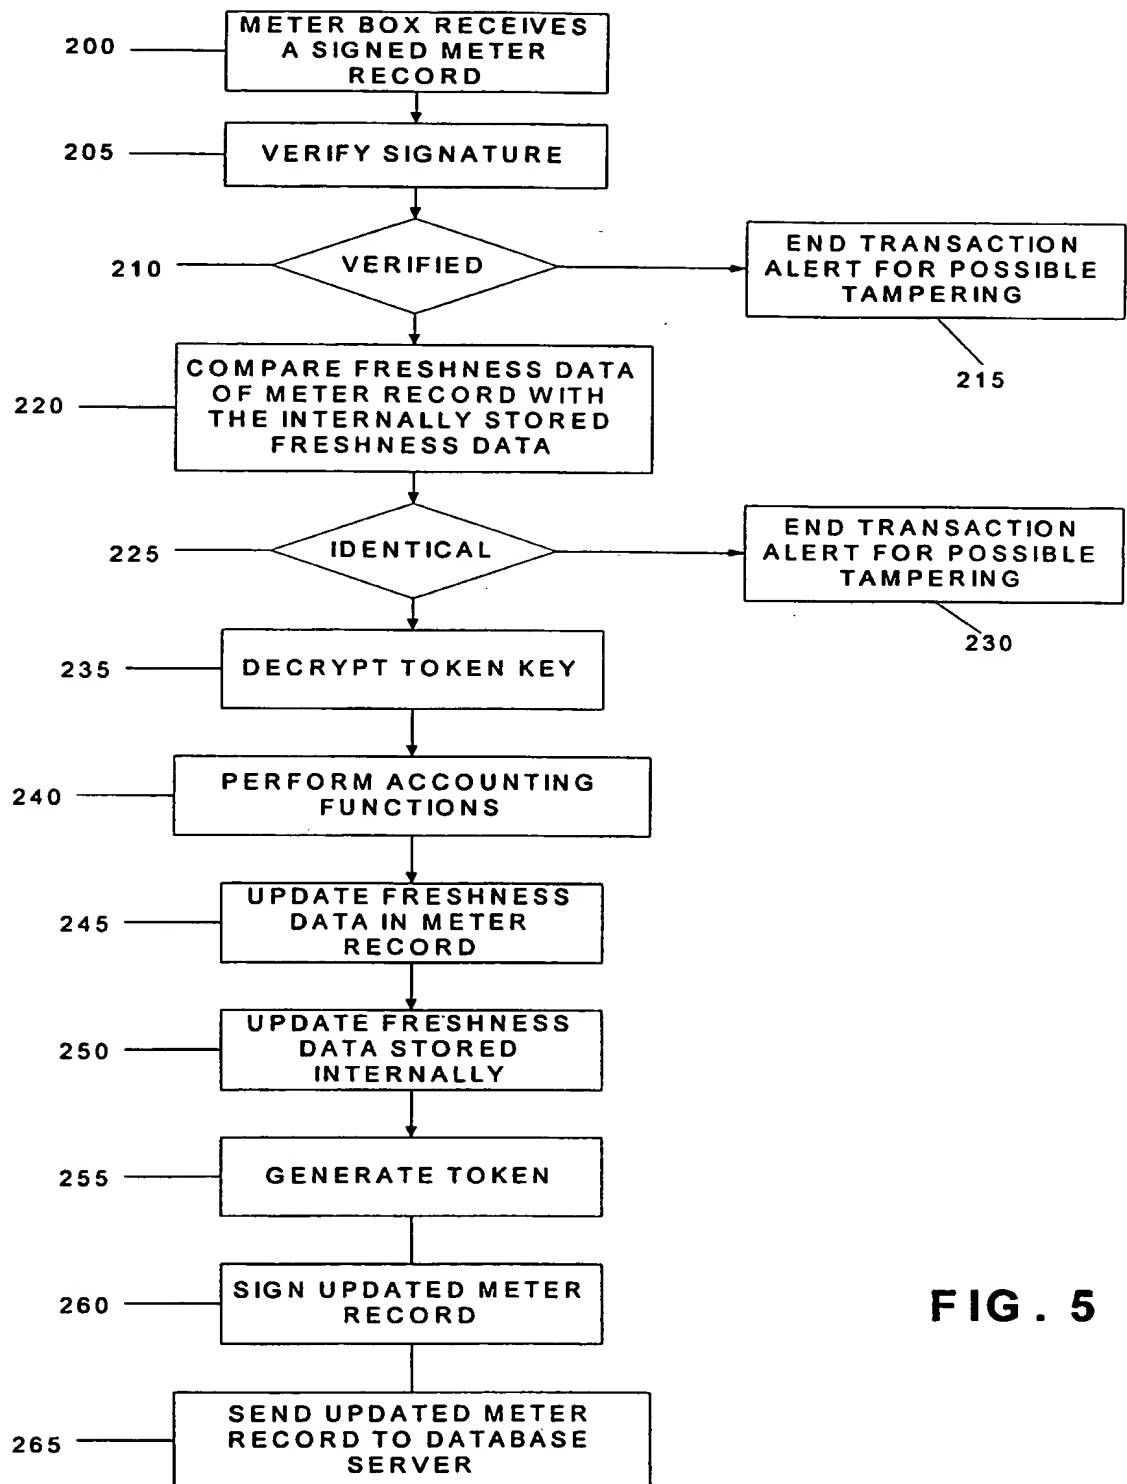 METER BOX RECEIVES
A SIGNED METER
RECORD
200
205
VERIFY SIGNATURE
210
VERIFIED
END TRANSACTION
ALERT FOR POSSIBLE
TAMPERING
215
220
COMPARE FRESHNESS DATA
OF METER RECORD WITH
THE INTERNALLY STORED
FRESHNESS DATA
225
IDENTICAL
END TRANSACTION
ALERT FOR POSSIBLE
TAMPERING
230
235
DECRYPT TOKEN KEY
240
PERFORM ACCOUNTING
FUNCTIONS
245
UPDATE FRESHNESS
DATA IN METER
RECORD
250
UPDATE FRESHNESS
DATA STORED
INTERNALLY
255
GENERATE TOKEN
260
SIGN UPDATED METER
RECORD
FIG. 5
265
SEND UPDATED METER
RECORD TO DATABASE
SERVER